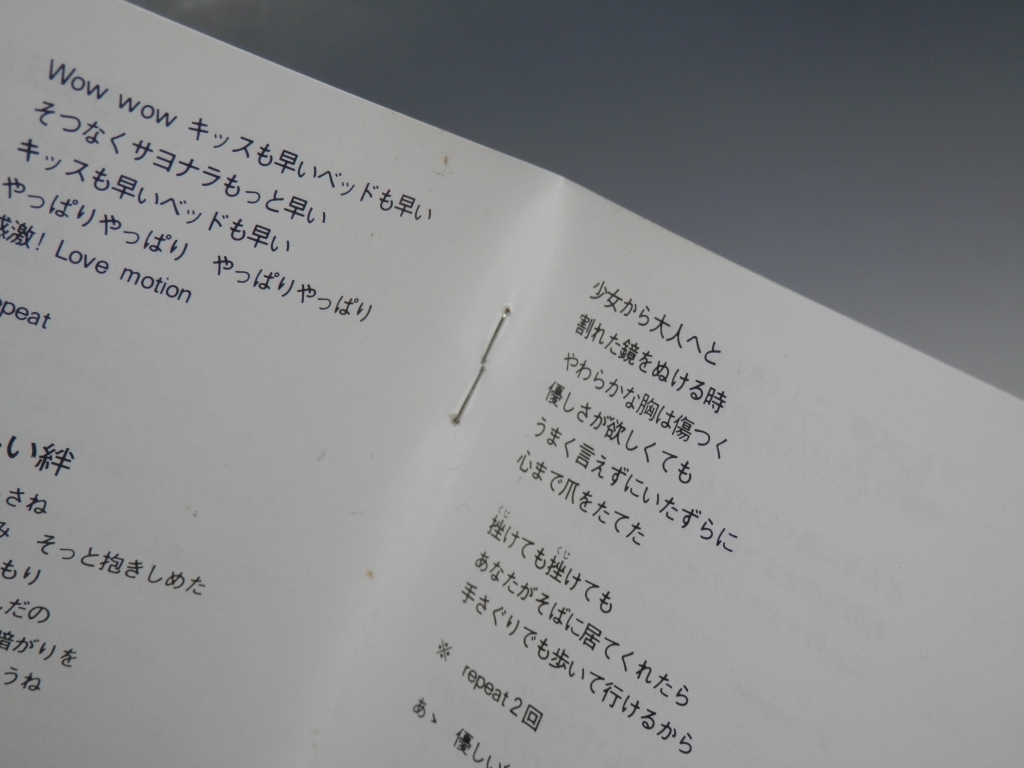 Wow wow キッスも早いベッドも早い
そつなくサヨナラもっと早い
キッスも早いベッドも早い
やっぱりやっぱり　やっぱりやっぱり
感激！Love motion
peat
い絆
さね
そっと抱きしめた
もり
だの
暗がりを
うね
少女から大人へと
割れた鏡をぬける時
やわらかな胸は傷つく
優しさが欲しくても
うまく言えずにいたずらに
心まで爪をたてた
挫けても挫けても
あなたがそばに居てくれたら
手さぐりでも歩いて行けるから
※ repeat 2回
あゝ
優しい